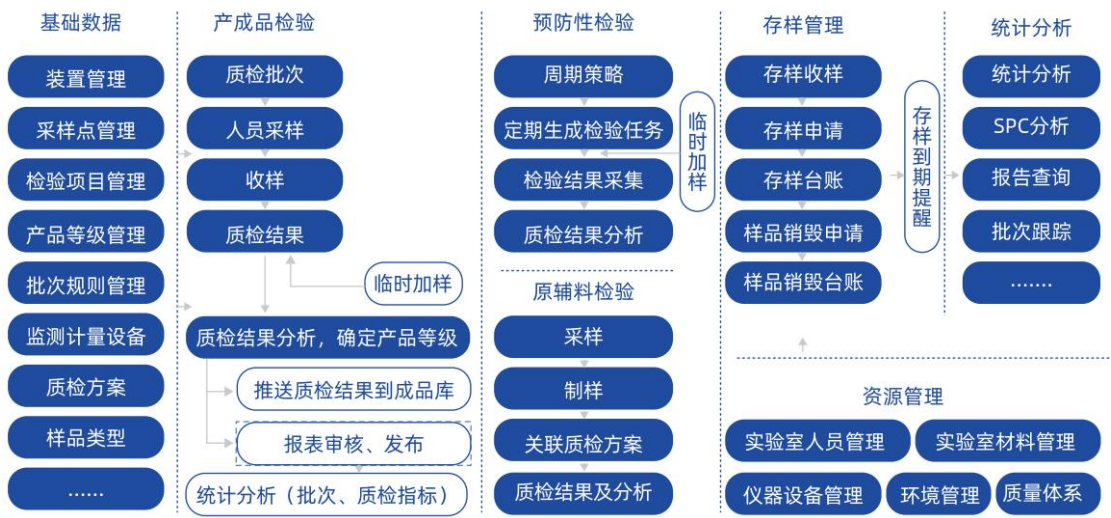 基础数据
装置管理
采样点管理
检验项目管理
产品等级管理
批次规则管理
监测计量设备
质检方案
样品类型
......
产成品检验
质检批次
人员采样
收样
质检结果
临时加样
质检结果分析，确定产品等级
推送质检结果到成品库
报表审核、发布
统计分析（批次、质检指标）
预防性检验
周期策略
定期生成检验任务
检验结果采集
质检结果分析
临时加样
原辅料检验
采样
制样
关联质检方案
质检结果及分析
存样管理
存样收样
存样申请
存样台账
样品销毁申请
样品销毁台账
存样到期提醒
统计分析
统计分析
SPC分析
报告查询
批次跟踪
.......
资源管理
实验室人员管理
实验室材料管理
仪器设备管理
环境管理
质量体系